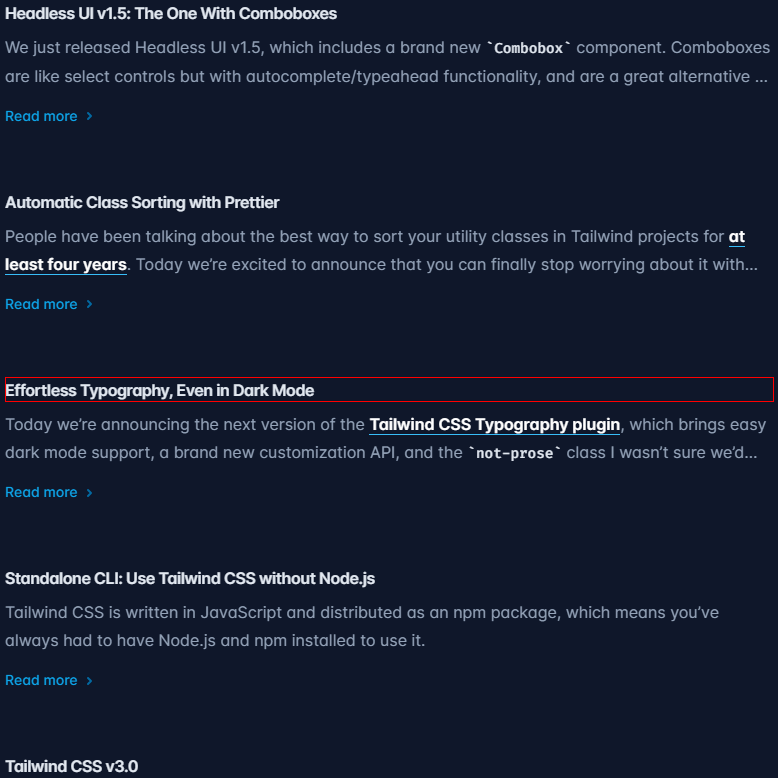 Headless UI v1.5: The One With Comboboxes
We just released Headless UI v1.5, which includes a brand new `Combobox` component. Comboboxes
are like select controls but with autocomplete/typeahead functionality, and are a great alternative ...
Read more
Automatic Class Sorting with Prettier
People have been talking about the best way to sort your utility classes in Tailwind projects for at
least four years. Today we’re excited to announce that you can finally stop worrying about it with...
Read more
Effortless Typography, Even in Dark Mode
Today we’re announcing the next version of the Tailwind CSS Typography plugin, which brings easy
dark mode support, a brand new customization API, and the `not-prose` class I wasn’t sure we’d...
Read more
Standalone CLI: Use Tailwind CSS without Node.js
Tailwind CSS is written in JavaScript and distributed as an npm package, which means you’ve
always had to have Node.js and npm installed to use it.
Read more
Tailwind CSS v3.0